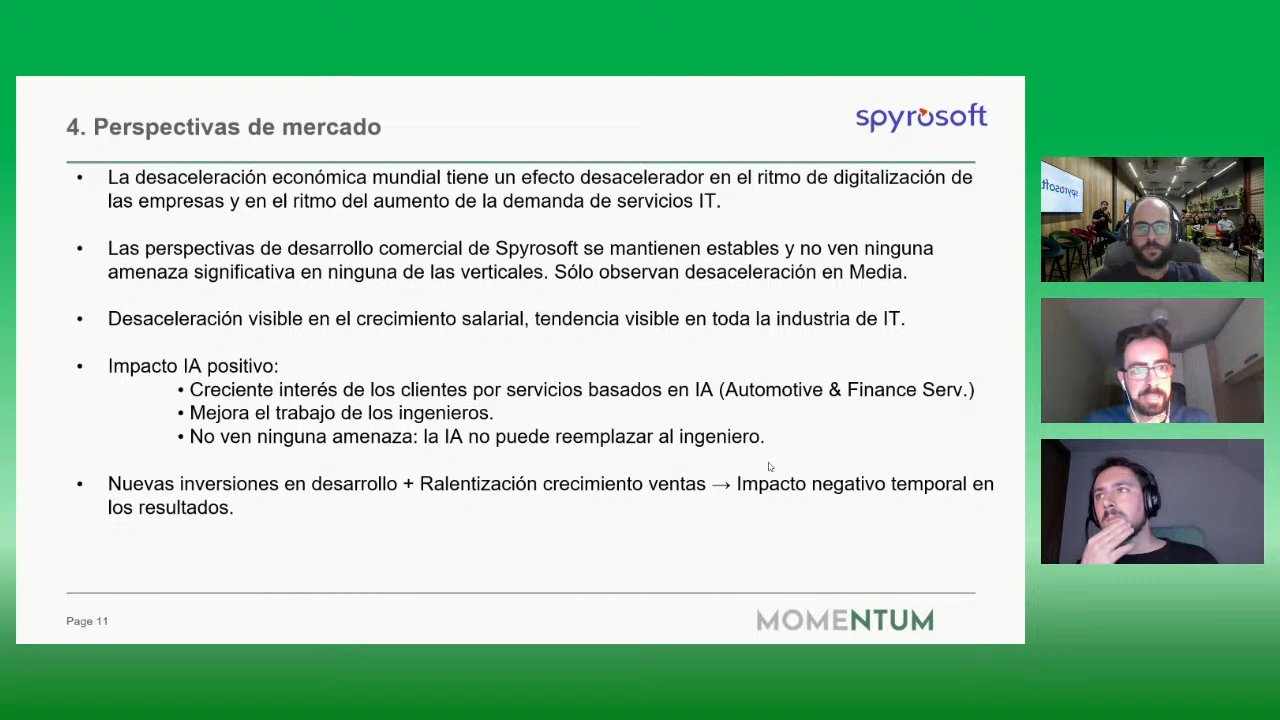 4. Perspectivas de mercado
spyrosoft
• La desaceleración económica mundial tiene un efecto desacelerador en el ritmo de digitalización de
las empresas y en el ritmo del aumento de la demanda de servicios IT.
• Las perspectivas de desarrollo comercial de Spyrosoft se mantienen estables y no ven ninguna
amenaza significativa en ninguna de las verticales. Sólo observan desaceleración en Media.
• Desaceleración visible en el crecimiento salarial, tendencia visible en toda la industria de IT.
• Impacto IA positivo:
• Creciente interés de los clientes por servicios basados en IA (Automotive & Finance Serv.)
• Mejora el trabajo de los ingenieros.
• No ven ninguna amenaza: la IA no puede reemplazar al ingeniero.
• Nuevas inversiones en desarrollo + Ralentización crecimiento ventas → Impacto negativo temporal en
los resultados.
Page 11
MOMENTUM
spyrosoft